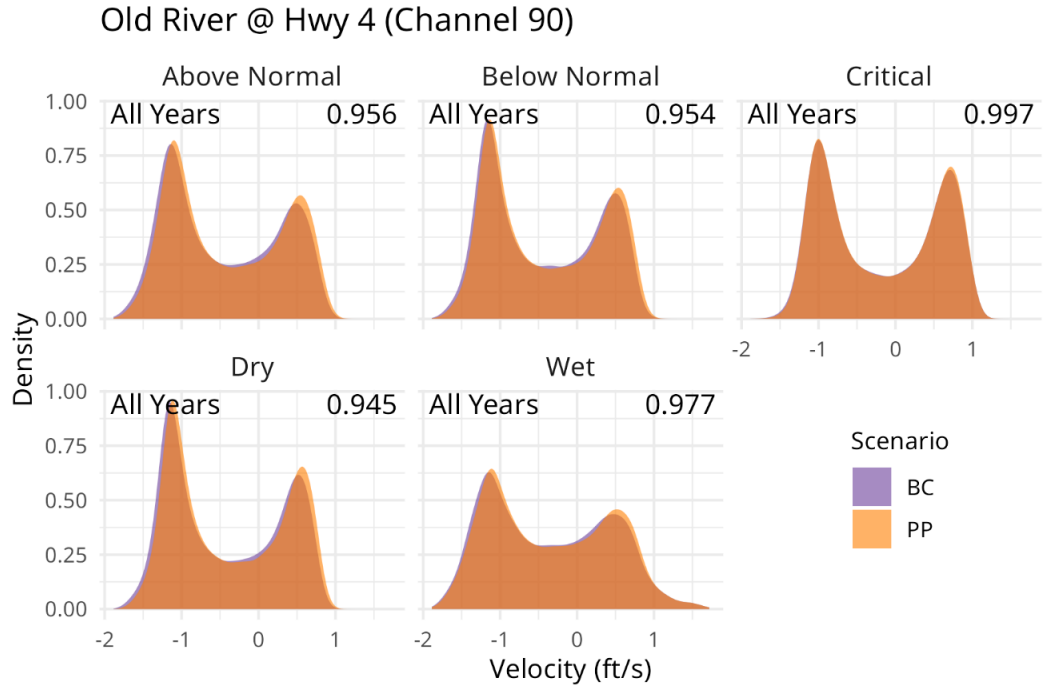 Old River @ Hwy 4 (Channel 90)
Above Normal
Below Normal
Critical
1.00
0.75
0.50
0.25
0.00
All Years 0.956
All Years 0.954
All Years 0.997
-2 -1 0 1
Density
Dry
Wet
1.00
0.75
0.50
0.25
0.00
All Years 0.945
All Years 0.977
-2 -1 0 1
-2 -1 0 1
Velocity (ft/s)
Scenario
BC
PP